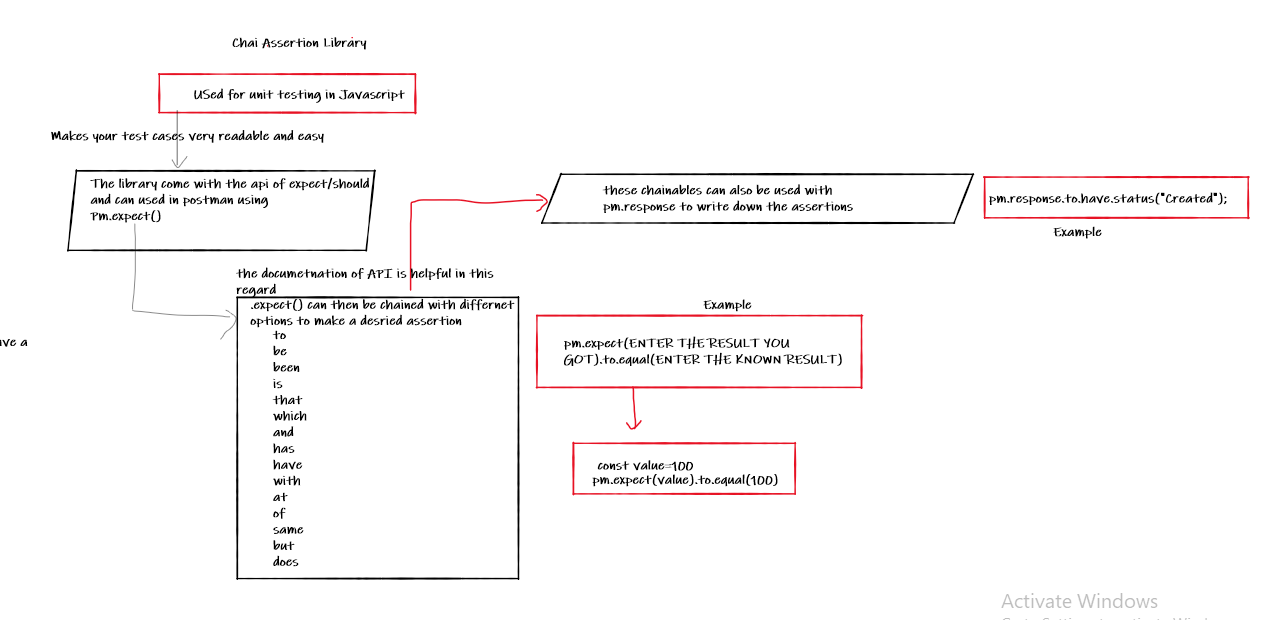 Chai Assertion Library
USed for unit testing in Javascript
Makes your test cases very readable and easy
The library come with the api of expect/should
and can used in postman using
Pm.expect()
these chainables can also be used with
pm.response to write down the assertions
pm.response.to.have.status("Created");
Example
the documetnation of API is helpful in this
regard
.expect() can then be chained with differnet
options to make a desried assertion
to
be
been
is
that
which
and
has
have
with
at
of
same
but
does
Example
pm.expect(ENTER THE RESULT YOU
GOT).to.equal(ENTER THE KNOWN RESULT)
const value=100
pm.expect(value).to.equal(100)
a
Activate Windows